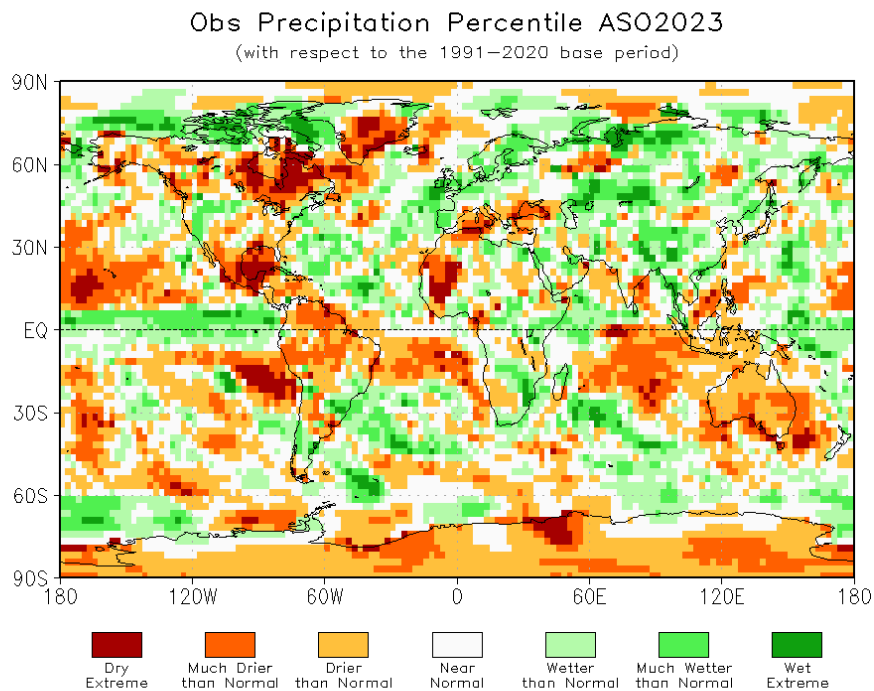 Obs Precipitation Percentile ASO2023
(with respect to the 1991–2020 base period)
90N
60N
30N
EQ
30S
60S
90S
180 120W 60W 0 60E 120E 180
Dry Extreme
Much Drier than Normal
Drier than Normal
Near Normal
Wetter than Normal
Much Wetter than Normal
Wet Extreme